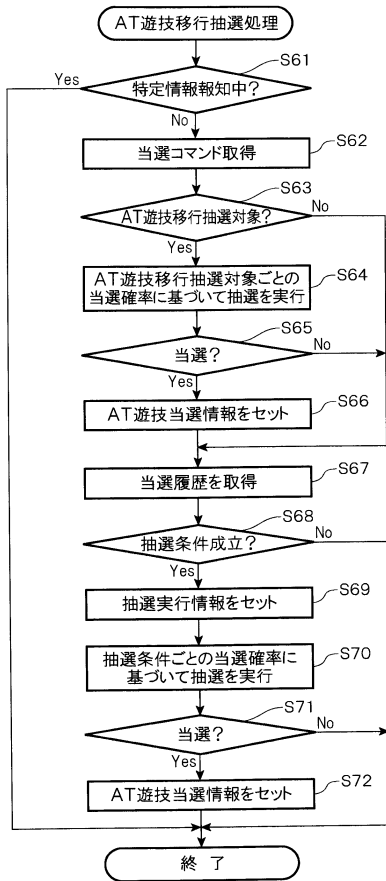 AT遊技移行抽選処理
S61
Yes
特定情報報知中?
No
S62
当選コマンド取得
S63
AT遊技移行抽選対象?
No
Yes
S64
AT遊技移行抽選対象ごとの
当選確率に基づいて抽選を実行
S65
当選?
No
Yes
S66
AT遊技当選情報をセット
S67
当選履歴を取得
S68
抽選条件成立?
No
Yes
S69
抽選実行情報をセット
S70
抽選条件ごとの当選確率に
基づいて抽選を実行
S71
当選?
No
Yes
S72
AT遊技当選情報をセット
終 了